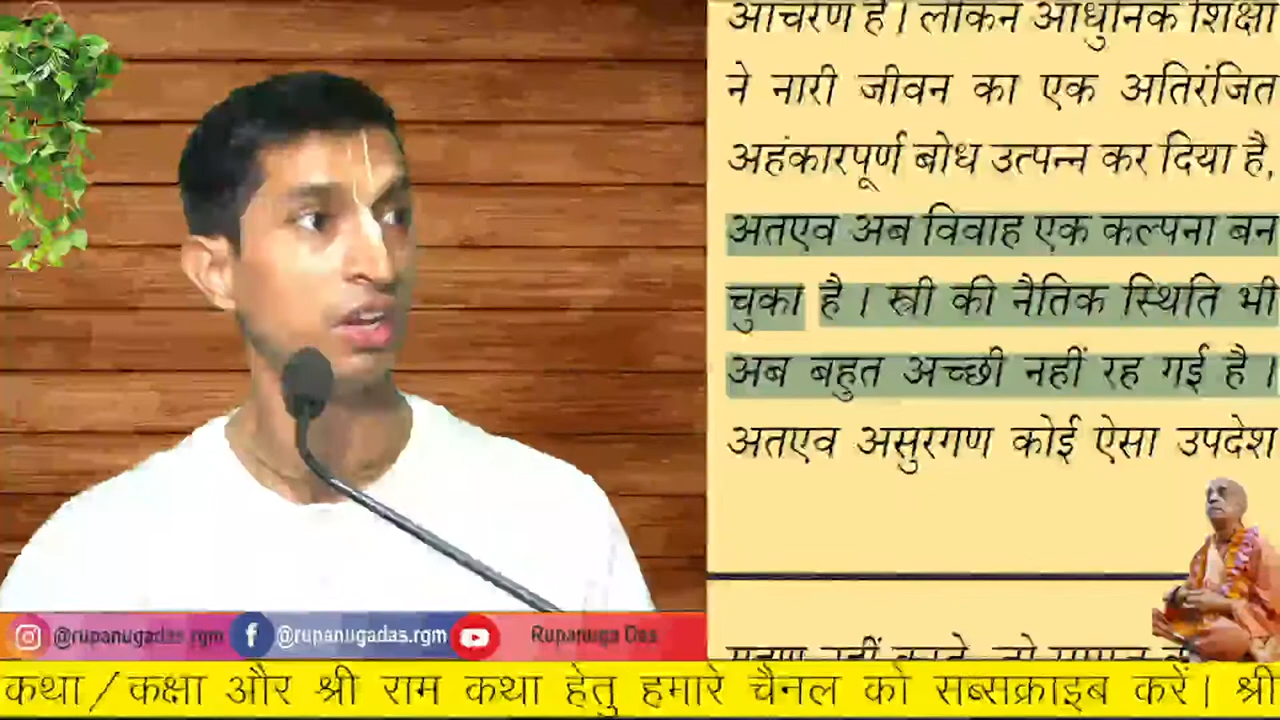 आचरण है। लेकिन आधुनिक शिक्षा
ने नारी जीवन का एक अतिरंजित
अहंकारपूर्ण बोध उत्पन्न कर दिया है,
अतएव अब विवाह एक कल्पना बन
चुका है। स्त्री की नैतिक स्थिति भी
अब बहुत अच्छी नहीं रह गई है।
अतएव असुरगण कोई ऐसा उपदेश
@rupanugadas.rgm @rupanugadas.rgm Rupanuga Das
कथा/कक्षा और श्री राम कथा हेतु हमारे चैनल को सब्सक्राइब करें। श्री